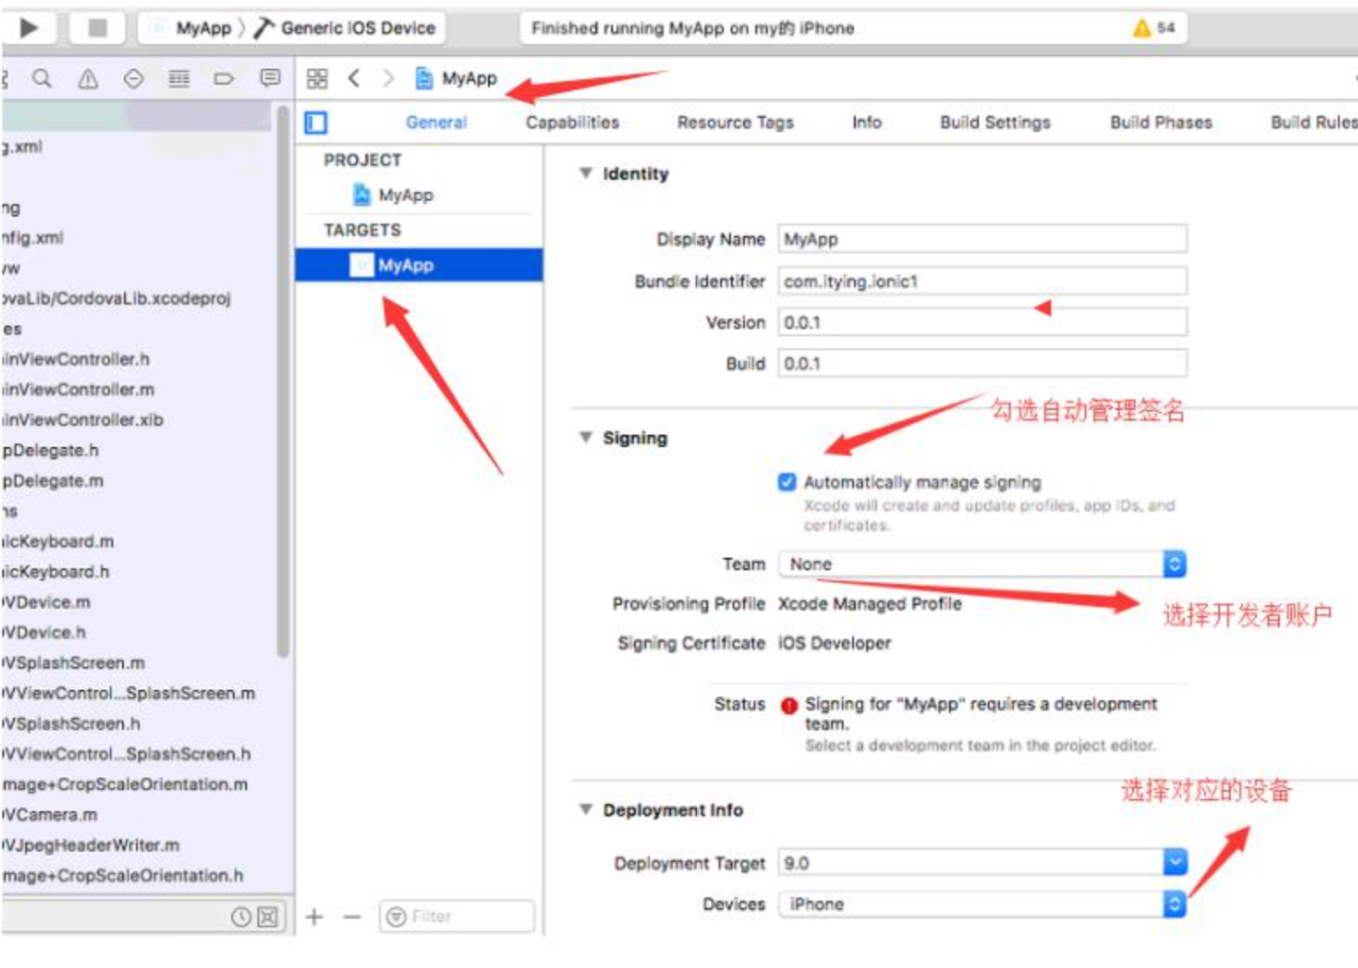 MyApp
Generic iOS Device
Finished running MyApp on my的 iPhone
54
MyApp
General
Capabilities
Resource Tags
Info
Build Settings
Build Phases
Build Rules
g.xml
ng
nfig.xml
ovaLib/CordovaLib.xcodeproj
es
inViewController.h
inViewController.m
inViewController.xib
pDelegate.h
pDelegate.m
ns
icKeyboard.m
icKeyboard.h
VDevice.m
VDevice.h
VSplashScreen.m
VViewControl...SplashScreen.m
VSplashScreen.h
VViewControl...SplashScreen.h
mage+CropScaleOrientation.m
VCamera.m
VJpegHeaderWriter.m
mage+CropScaleOrientation.h
PROJECT
MyApp
TARGETS
MyApp
Filter
Identity
Display Name MyApp
Bundle Identifier com.itying.ionic1
Version 0.0.1
Build 0.0.1
勾选自动管理签名
Signing
Automatically manage signing
Xcode will create and update profiles, app IDs, and
certificates.
Team None
Provisioning Profile Xcode Managed Profile
选择开发者账户
Signing Certificate iOS Developer
Status Signing for "MyApp" requires a development
team.
Select a development team in the project editor.
选择对应的设备
Deployment Info
Deployment Target 9.0
Devices iPhone